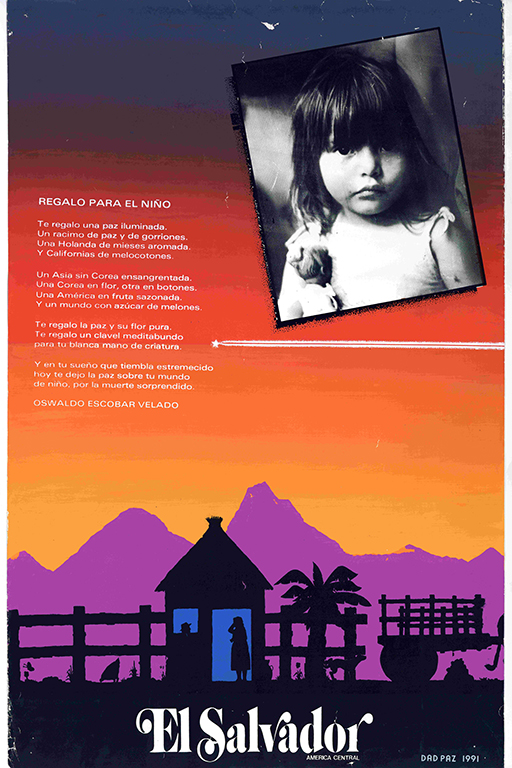 REGALO PARA EL NIÑO
Te regalo una paz iluminada.
Un racimo de paz y de gorriones.
Una Holanda de mieses aromada.
Y Californias de melocotones.
Un Asia sin Corea ensangrentada.
Una Corea en flor, otra en botones.
Una América en fruta sazonada.
Y un mundo con azúcar de melones.
Te regalo la paz y su flor pura.
Te regalo un clavel meditabundo
para tu blanca mano de criatura.
Y en tu sueño que tiembla estremecido
hoy te dejo la paz sobre tu mundo
de niño, por la muerte sorprendido.
OSWALDO ESCOBAR VELADO
El Salvador
AMERICA CENTRAL
DAD PAZ 1991